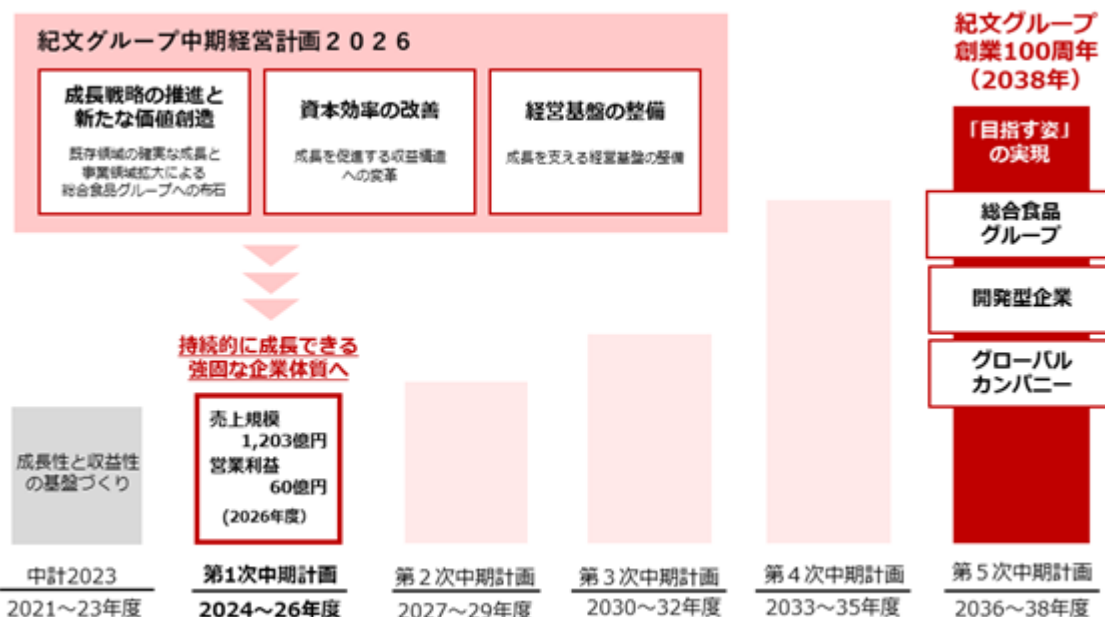 紀文グループ中期経営計画２０２６
成長戦略の推進と
新たな価値創造
既存領域の確実な成長と
事業領域拡大による
総合食品グループへの布石
資本効率の改善
成長を促進する収益構造
への変革
経営基盤の整備
成長を支える経営基盤の整備
紀文グループ
創業100周年
（2038年）
「目指す姿」
の実現
総合食品
グループ
開発型企業
グローバル
カンパニー
持続的に成長できる
強固な企業体質へ
成長性と収益性
の基盤づくり
売上規模
1,203億円
営業利益
60億円
(2026年度)
中計2023
2021～23年度
第1次中期計画
2024～26年度
第２次中期計画
2027～29年度
第３次中期計画
2030～32年度
第４次中期計画
2033～35年度
第５次中期計画
2036～38年度